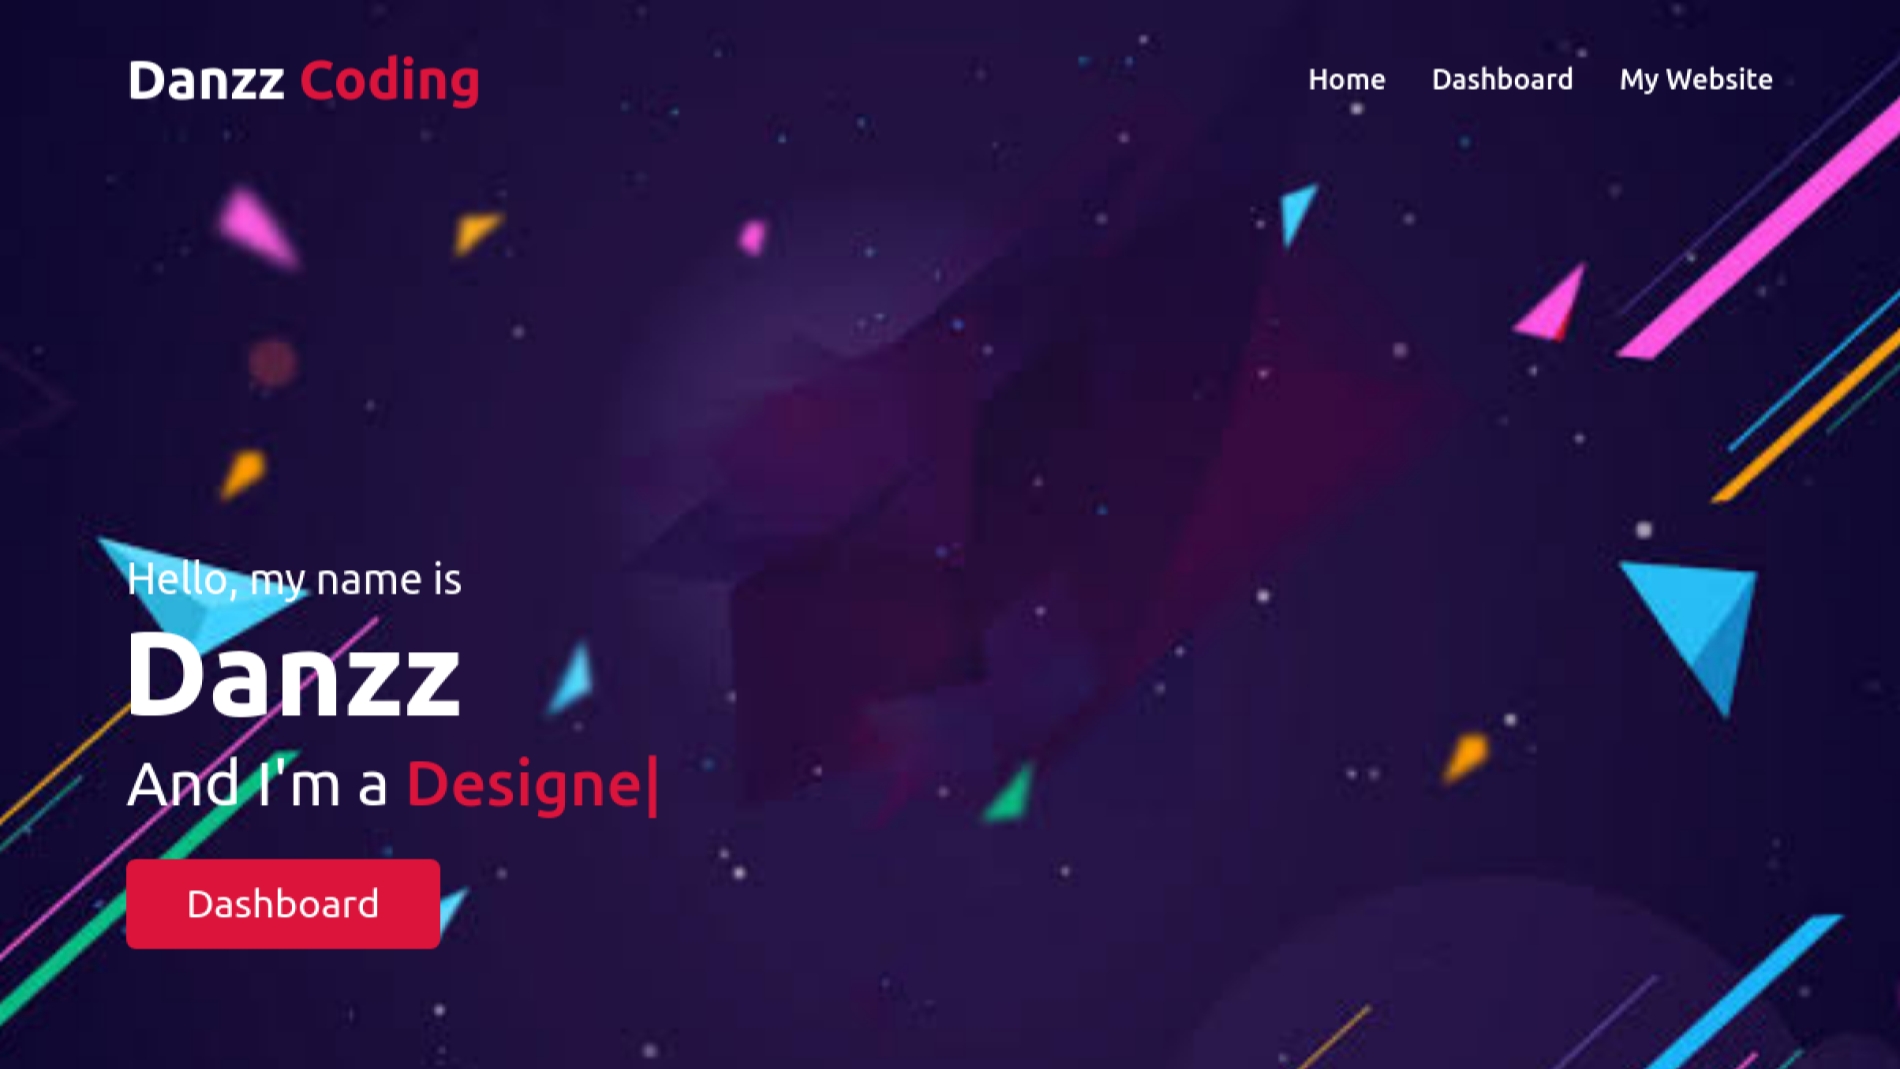 Danzz Coding
Home Dashboard My Website
Hello, my name is
Danzz
And I'm a Designe|
Dashboard